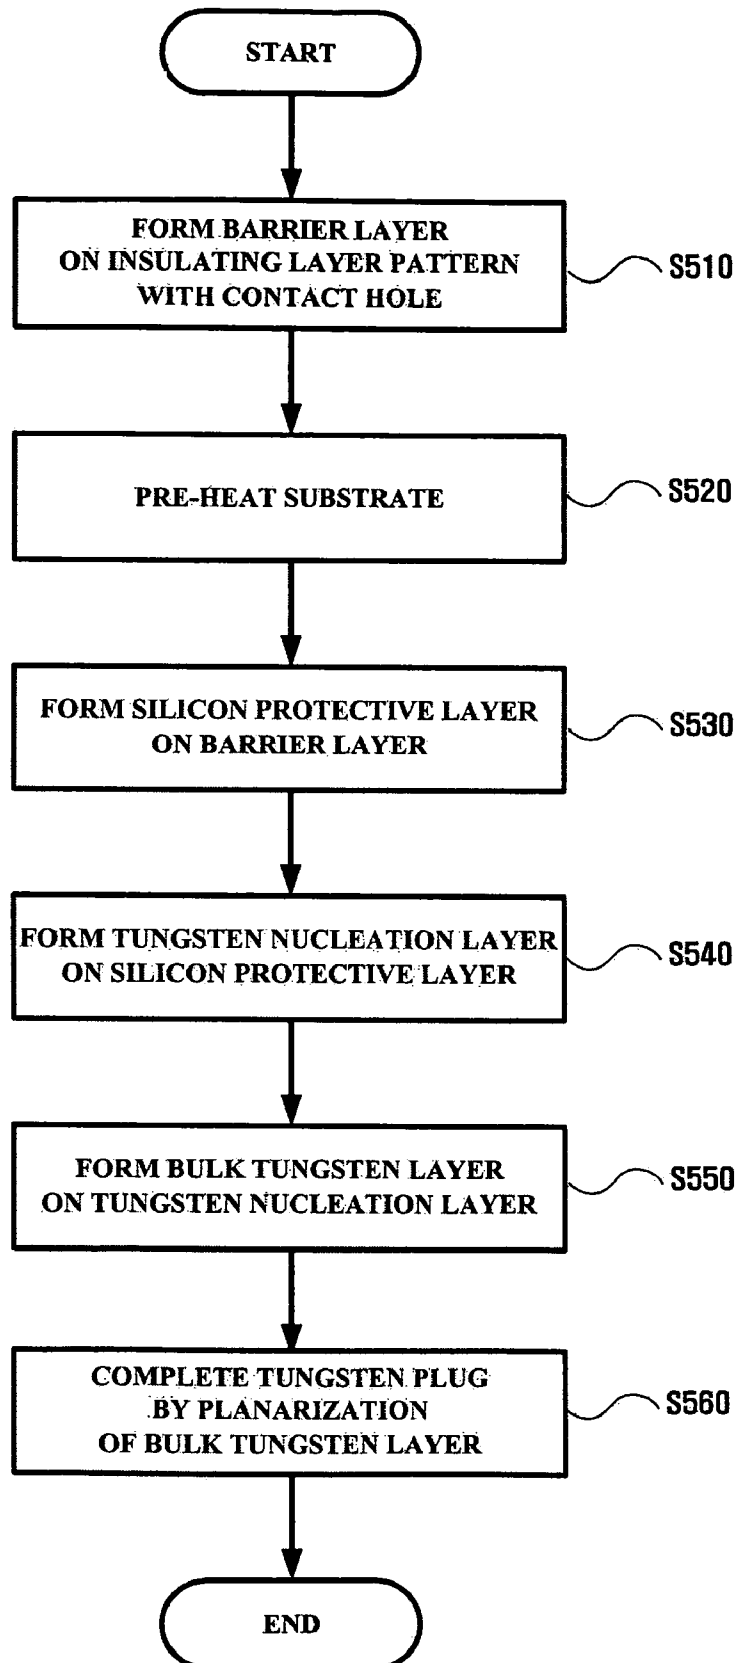 START
FORM BARRIER LAYER
ON INSULATING LAYER PATTERN
WITH CONTACT HOLE
S510
PRE-HEAT SUBSTRATE
S520
FORM SILICON PROTECTIVE LAYER
ON BARRIER LAYER
S530
FORM TUNGSTEN NUCLEATION LAYER
ON SILICON PROTECTIVE LAYER
S540
FORM BULK TUNGSTEN LAYER
ON TUNGSTEN NUCLEATION LAYER
S550
COMPLETE TUNGSTEN PLUG
BY PLANARIZATION
OF BULK TUNGSTEN LAYER
S560
END